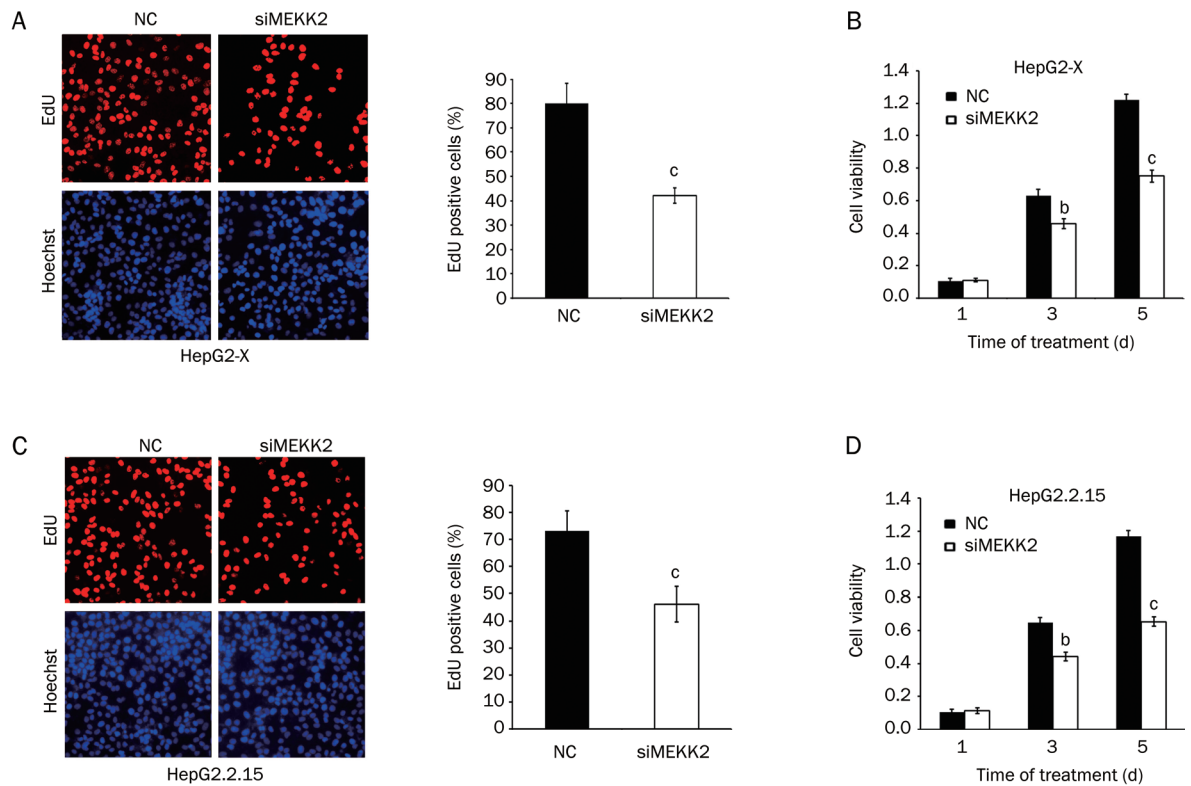 A
NC
siMEKK2
EdU
Hoechst
HepG2-X
EdU positive cells (%)
90
80
70
60
50
40
30
20
10
0
c
NC
siMEKK2
B
HepG2-X
NC
siMEKK2
Cell viability
1.4
1.2
1.0
0.8
0.6
0.4
0.2
0.0
b
c
1 3 5
Time of treatment (d)
C
NC
siMEKK2
EdU
Hoechst
HepG2.2.15
EdU positive cells (%)
90
80
70
60
50
40
30
20
10
0
c
NC
siMEKK2
D
HepG2.2.15
NC
siMEKK2
Cell viability
1.4
1.2
1.0
0.8
0.6
0.4
0.2
0.0
b
c
1 3 5
Time of treatment (d)